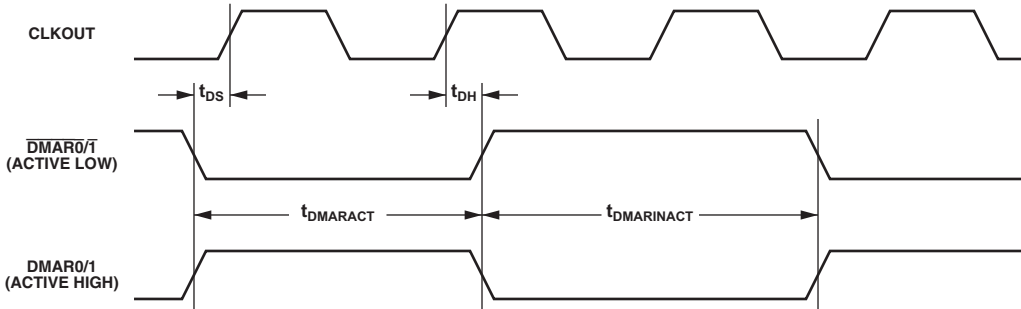 CLKOUT
tDS
tDH
DMAR0/1
(ACTIVE LOW)
tDMARACT
tDMARINACT
DMAR0/1
(ACTIVE HIGH)